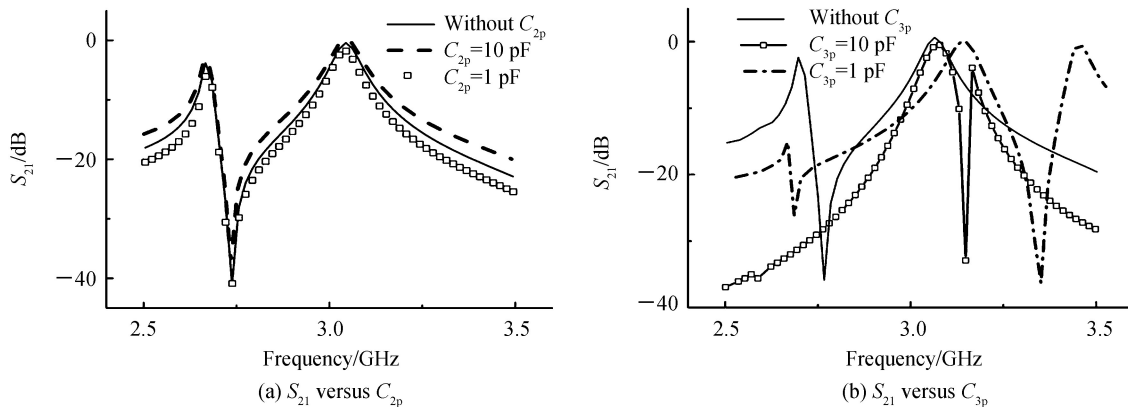 Without C2p
C2p=10 pF
C2p=1 pF
0
−20
−40
S21/dB
2.5
3.0
3.5
Frequency/GHz
(a) S21 versus C2p
Without C3p
C3p=10 pF
C3p=1 pF
0
−20
−40
S21/dB
2.5
3.0
3.5
Frequency/GHz
(b) S21 versus C3p